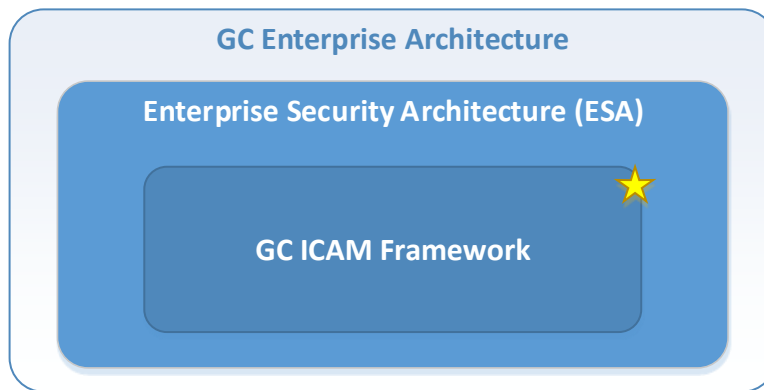 GC Enterprise Architecture
Enterprise Security Architecture (ESA)
GC ICAM Framework